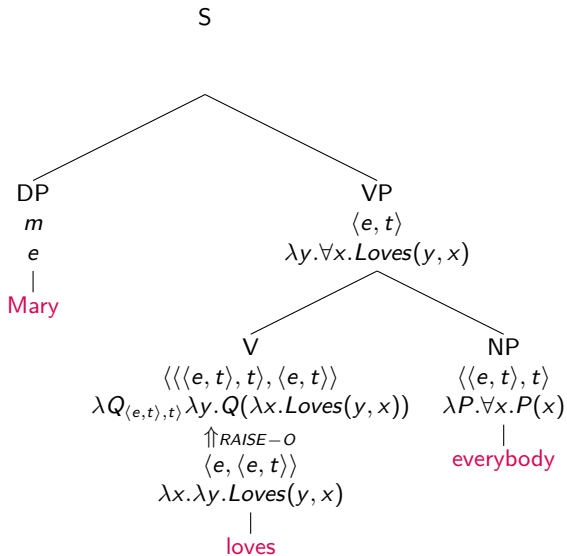 S
DP
m
e
Mary
VP
⟨e, t⟩
λy.∀x.Loves(y, x)
V
⟨⟨⟨e, t⟩, t⟩, ⟨e, t⟩⟩
λQ⟨e,t⟩,t⟩λy.Q(λx.Loves(y, x))
⇑RAISE−O
⟨e, ⟨e, t⟩⟩
λx.λy.Loves(y, x)
loves
NP
⟨⟨e, t⟩, t⟩
λP.∀x.P(x)
everybody